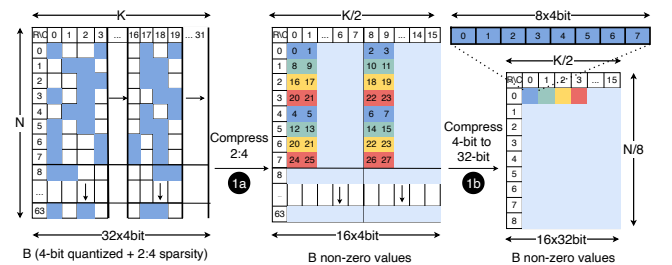 K
R\C 0 1 2 3 ... 16 17 18 19 ... 31
0
1
2
3
4
5
6
7
8
...
63
N
32x4bit
B (4-bit quantized + 2:4 sparsity)
Compress
2:4
1a
K/2
R\C 0 1 ... 6 7 8 9 ... 14 15
0 0 1 2 3
1 8 9 10 11
2 16 17 18 19
3 20 21 22 23
4 4 5 6 7
5 12 13 14 15
6 20 21 22 23
7 24 25 26 27
8
...
63
16x4bit
B non-zero values
Compress
4-bit to
32-bit
1b
8x4bit
0 1 2 3 4 5 6 7
K/2
R\C 0 1 2 3 ... 15
0
1
2
3
4
5
6
7
8
N/8
16x32bit
B non-zero values